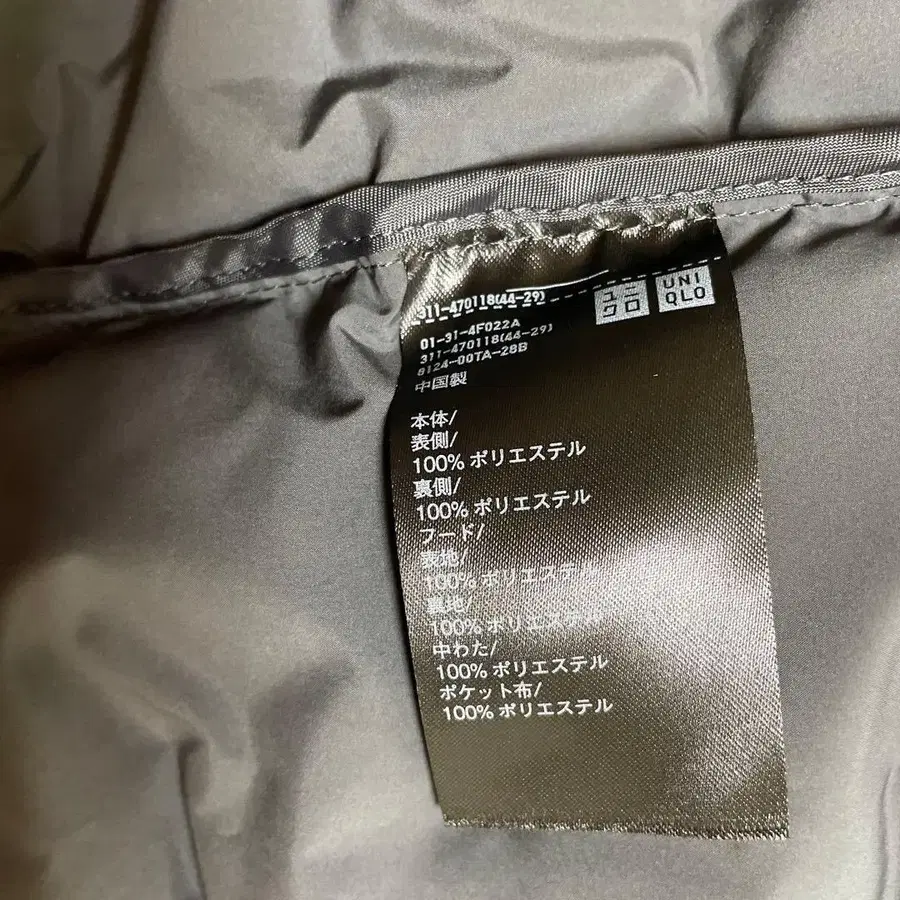 311-470118(44-29)
ユニ
クロ
UNI
QLO
01-31-4F022A
311-470118(44-29)
8124-00TA-28B
中国製
本体/
表側/
100% ポリエステル
裏側/
100% ポリエステル
フード/
表地/
100% ポリエステル
裏地/
100% ポリエステル
中わた/
100% ポリエステル
ポケット布/
100% ポリエステル